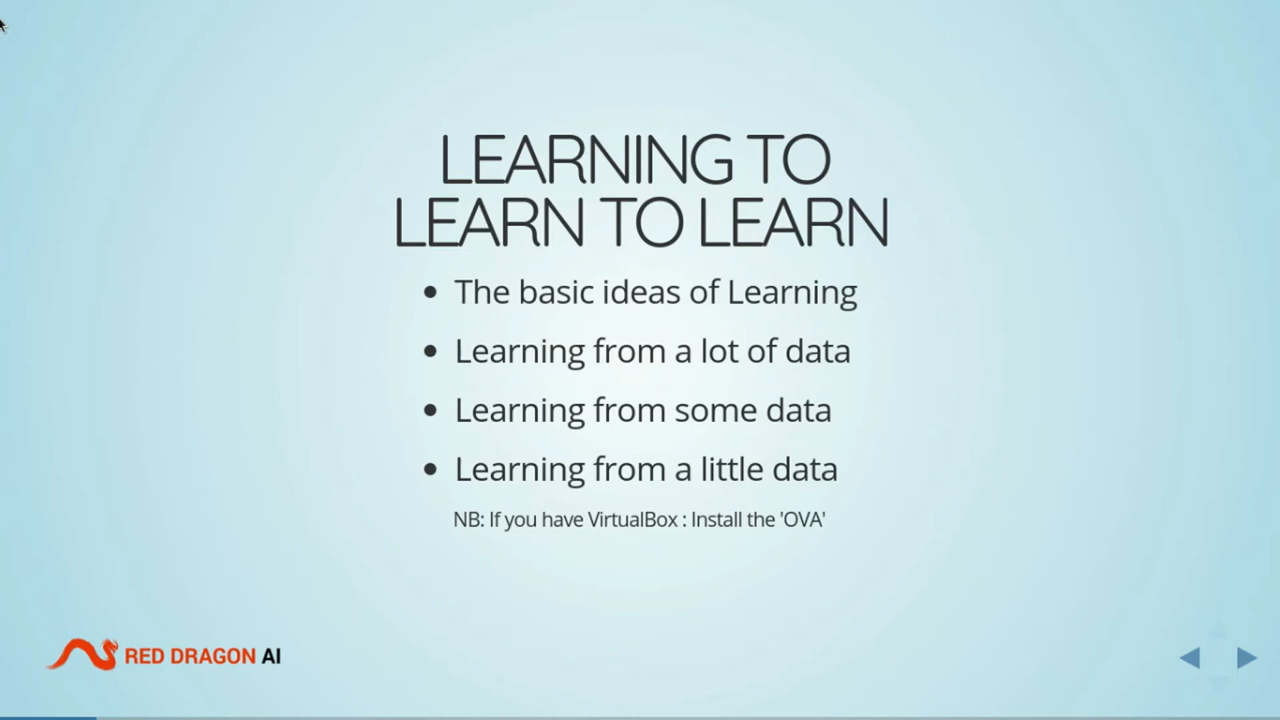 LEARNING TO
LEARN TO LEARN
• The basic ideas of Learning
• Learning from a lot of data
• Learning from some data
• Learning from a little data
NB: If you have VirtualBox : Install the 'OVA'
RED DRAGON AI